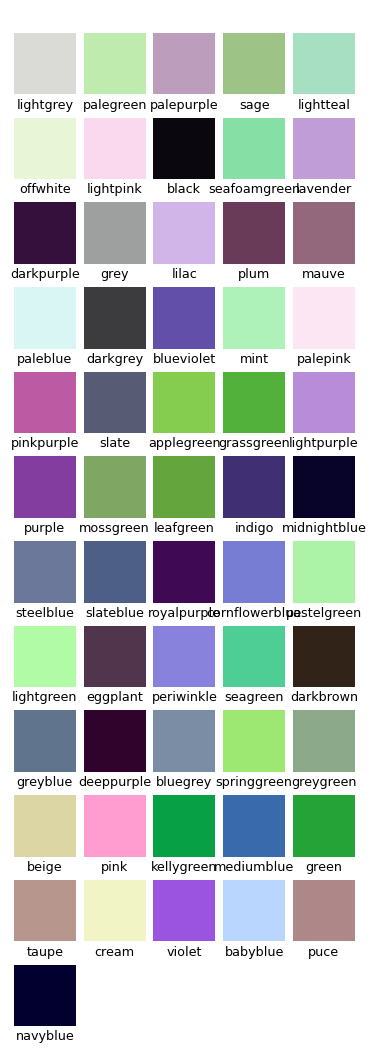 lightgrey palegreen palepurple sage lightteal
offwhite lightpink black seafoamgreen lavender
darkpurple grey lilac plum mauve
paleblue darkgrey blueviolet mint palepink
pinkpurple slate applegreen grassgreen lightpurple
purple mossgreen leafgreen indigo midnightblue
steelblue slateblue royalpurple cornflowerblue pastelgreen
lightgreen eggplant periwinkle seagreen darkbrown
greyblue deeppurple bluegrey springgreen greygreen
beige pink kellygreen mediumblue green
taupe cream violet babyblue puce
navyblue